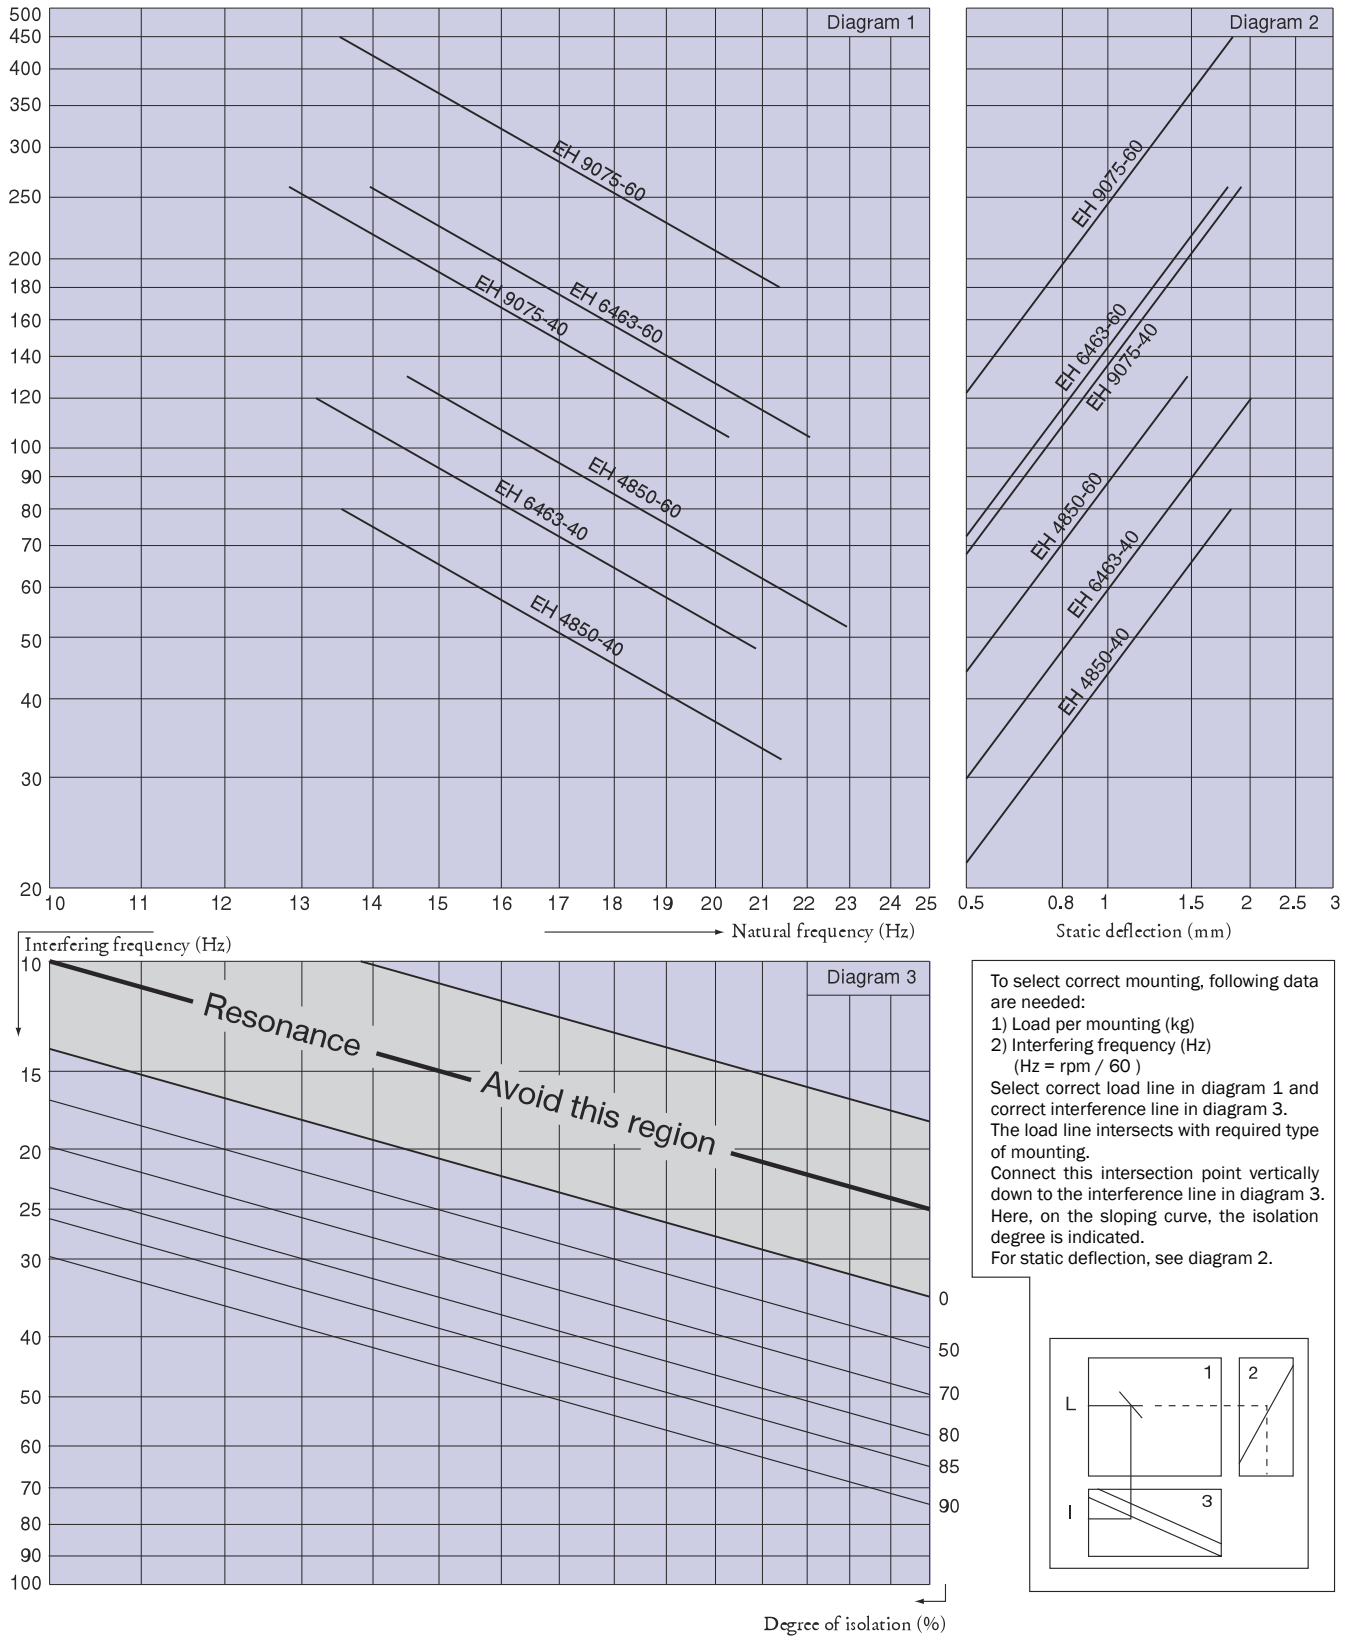 500
450
400
350
300
250
200
180
160
140
120
100
90
80
70
60
50
40
30
20
Diagram 1
EH 9075-60
EH 9075-40
EH 6463-60
EH 4850-60
EH 6463-40
EH 4850-40
10 11 12 13 14 15 16 17 18 19 20 21 22 23 24 25
Natural frequency (Hz)
Diagram 2
EH 9075-60
EH 6463-60
EH 9075-40
EH 4850-60
EH 6463-40
EH 4850-40
0.5 0.8 1 1.5 2 2.5 3
Static deflection (mm)
Interfering frequency (Hz)
10
15
20
25
30
40
50
60
70
80
90
100
Diagram 3
Resonance
Avoid this region
0
50
70
80
85
90
Degree of isolation (%)
To select correct mounting, following data
are needed:
1) Load per mounting (kg)
2) Interfering frequency (Hz)
(Hz = rpm / 60 )
Select correct load line in diagram 1 and
correct interference line in diagram 3.
The load line intersects with required type
of mounting.
Connect this intersection point vertically
down to the interference line in diagram 3.
Here, on the sloping curve, the isolation
degree is indicated.
For static deflection, see diagram 2.
1
2
L
3
I